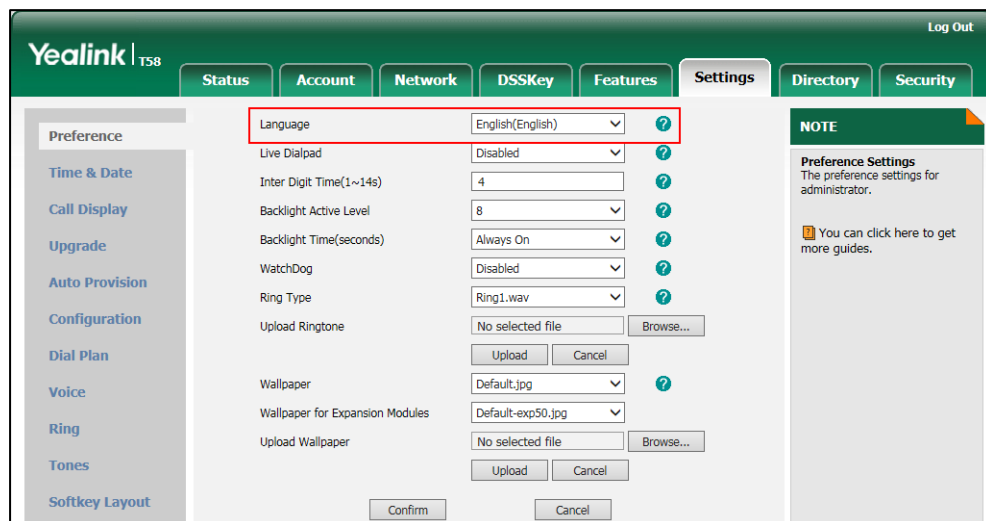 Log Out
Yealink T58
Status Account Network DSSKey Features Settings Directory Security
Preference
Time & Date
Call Display
Upgrade
Auto Provision
Configuration
Dial Plan
Voice
Ring
Tones
Softkey Layout
Language English(English)
Live Dialpad Disabled
Inter Digit Time(1~14s) 4
Backlight Active Level 8
Backlight Time(seconds) Always On
WatchDog Disabled
Ring Type Ring1.wav
Upload Ringtone No selected file Browse...
Upload Cancel
Wallpaper Default.jpg
Wallpaper for Expansion Modules Default-exp50.jpg
Upload Wallpaper No selected file Browse...
Upload Cancel
Confirm Cancel
NOTE
Preference Settings
The preference settings for
administrator.
You can click here to get
more guides.